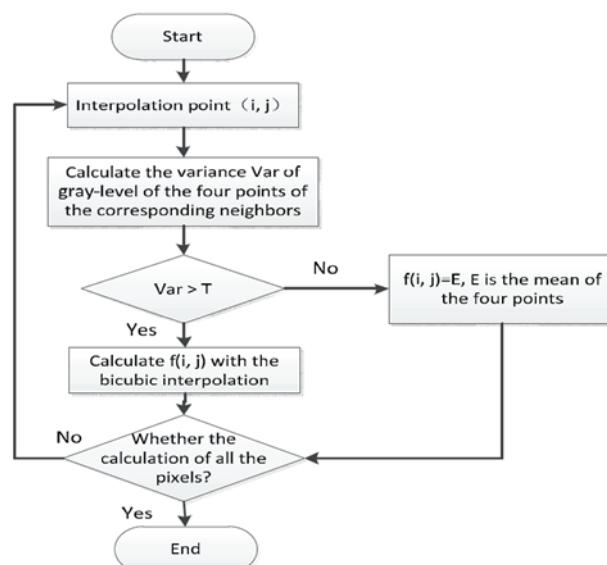 Start
Interpolation point（i, j）
Calculate the variance Var of
gray-level of the four points of
the corresponding neighbors
Var > T
No
f(i, j)=E, E is the mean of
the four points
Yes
Calculate f(i, j) with the
bicubic interpolation
No
Whether the
calculation of all the
pixels?
Yes
End